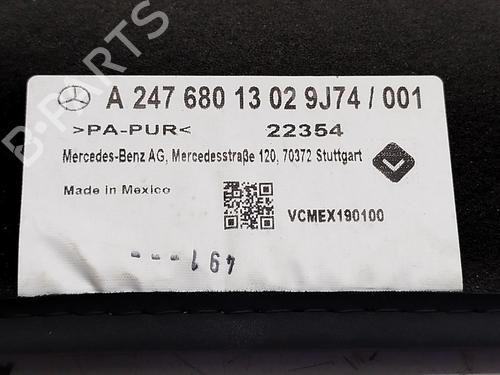 A 247 680 13 02 9J74 / 001
>PA-PUR< 22354
Mercedes-Benz AG, Mercedesstraße 120, 70372 Stuttgart
Made in Mexico
VCMEX190100
491---
B-PARTS